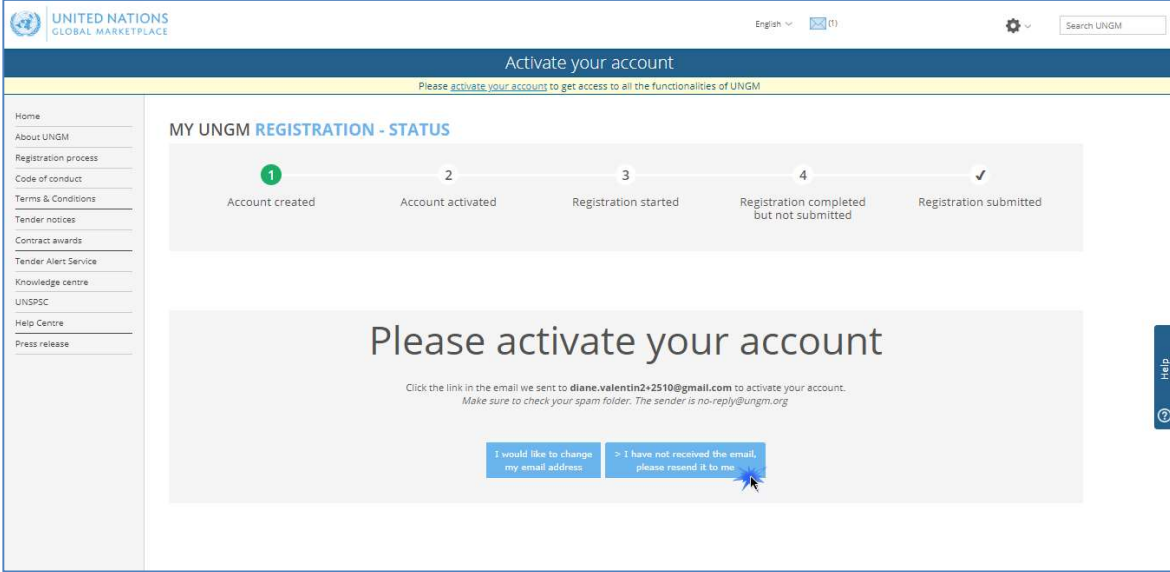 UNITED NATIONS
GLOBAL MARKETPLACE
English
(1)
Search UNGM
Activate your account
Please activate your account to get access to all the functionalities of UNGM
Home
About UNGM
Registration process
Code of conduct
Terms & Conditions
Tender notices
Contract awards
Tender Alert Service
Knowledge centre
UNSPSC
Help Centre
Press release
MY UNGM REGISTRATION - STATUS
1
Account created
2
Account activated
3
Registration started
4
Registration completed
but not submitted
✓
Registration submitted
Please activate your account
Click the link in the email we sent to diane.valentin2+2510@gmail.com to activate your account.
Make sure to check your spam folder. The sender is no-reply@ungm.org
I would like to change
my email address
> I have not received the email,
please resend it to me
Help
?